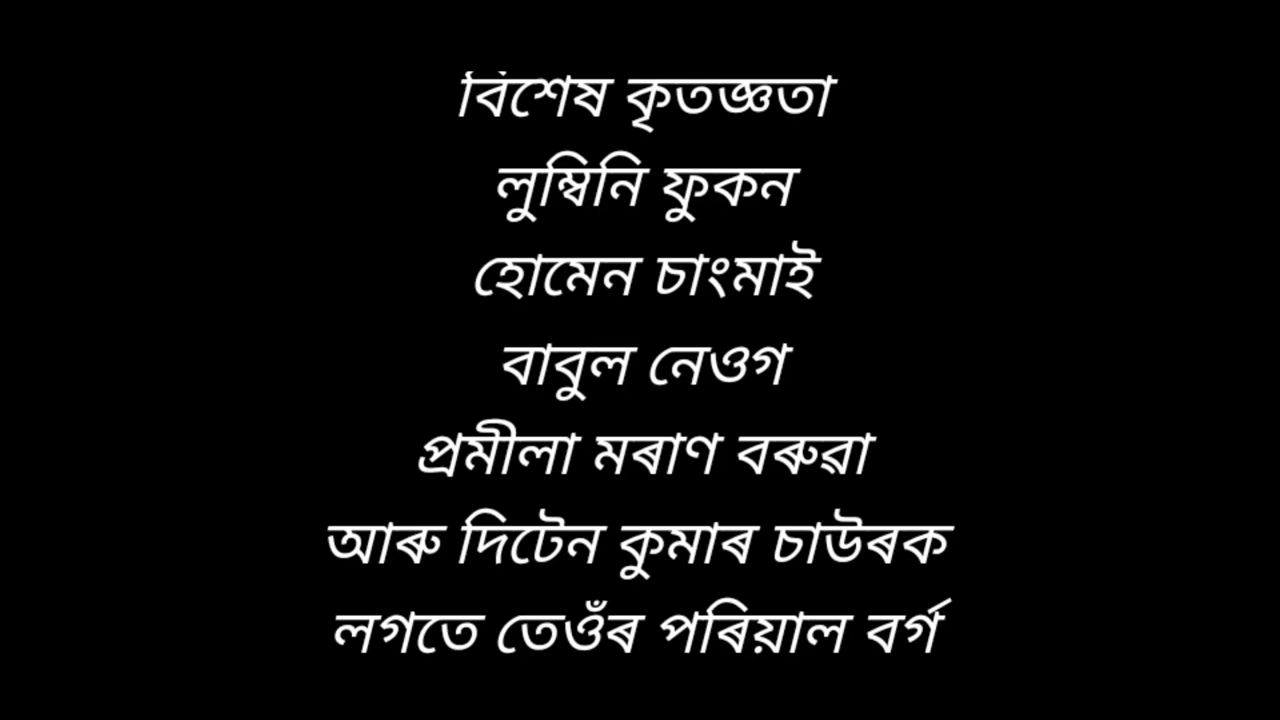 বিশেষ কৃতজ্ঞতা
লুম্বিনি ফুকন
হোমেন চাংমাই
বাবুল নেওগ
প্ৰমীলা মৰাণ বৰুৱা
আৰু দিটেন কুমাৰ চাউৰক
লগতে তেওঁৰ পৰিয়াল বৰ্গ